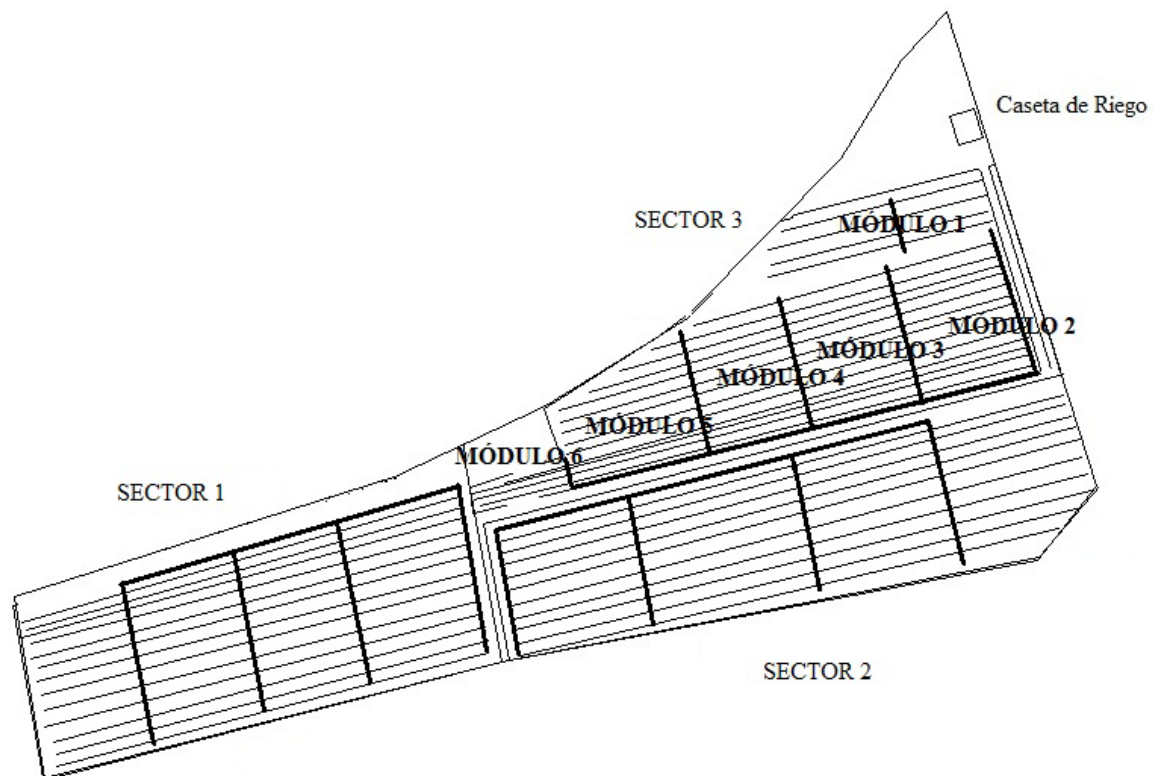 Caseta de Riego
SECTOR 3
MÓDULO 1
MÓDULO 2
MÓDULO 3
MÓDULO 4
MÓDULO 5
MÓDULO 6
SECTOR 1
SECTOR 2